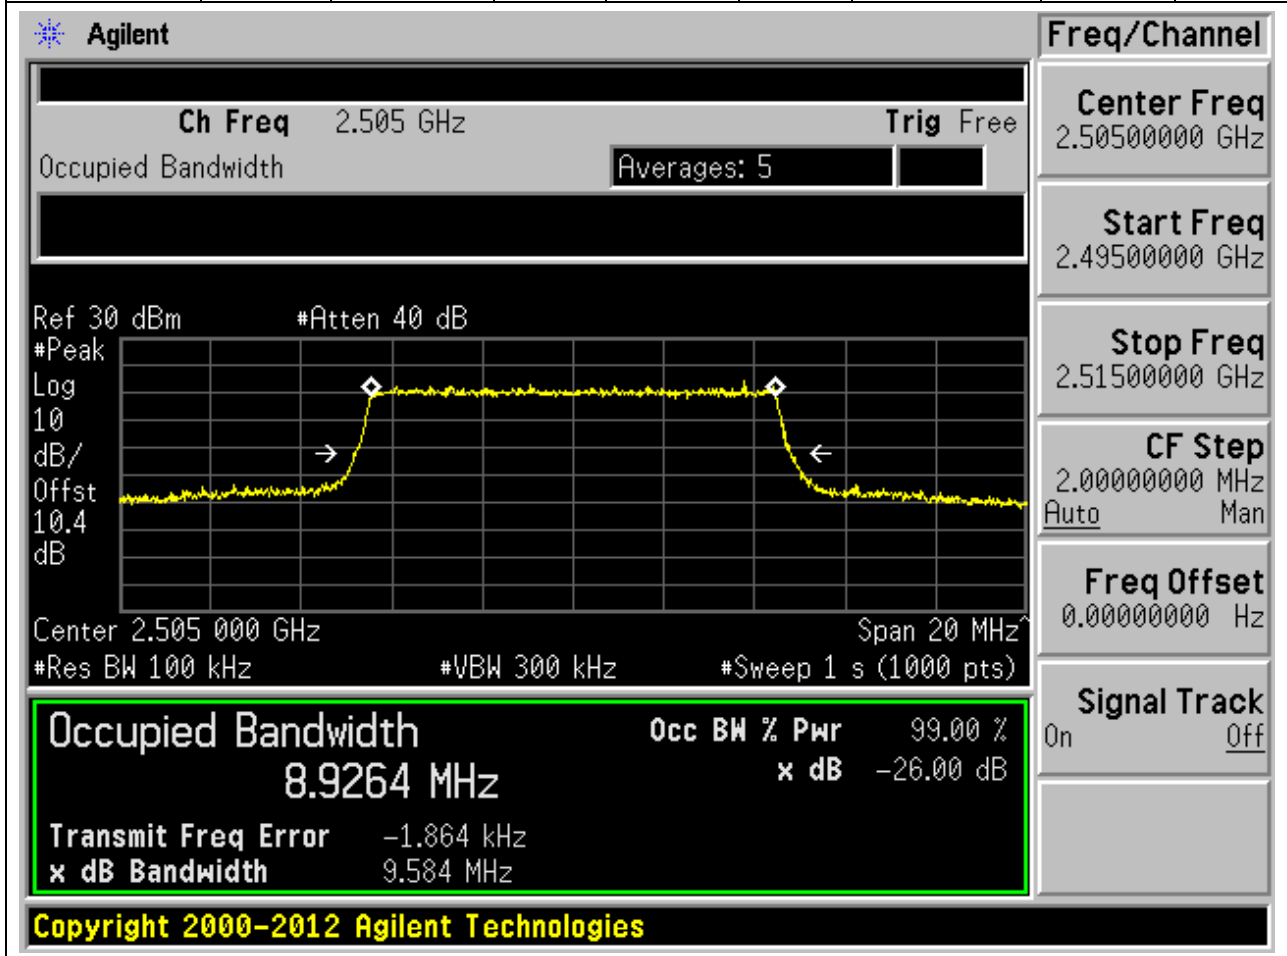 Agilent
Freq/Channel
Ch Freq 2.505 GHz Trig Free
Occupied Bandwidth Averages: 5
Center Freq
2.50500000 GHz
Start Freq
2.49500000 GHz
Stop Freq
2.51500000 GHz
CF Step
2.00000000 MHz
Auto Man
Freq Offset
0.00000000 Hz
Signal Track
On Off
Ref 30 dBm #Atten 40 dB
#Peak
Log
10
dB/
Offst
10.4
dB
Center 2.505 000 GHz Span 20 MHz^
#Res BW 100 kHz #VBW 300 kHz #Sweep 1 s (1000 pts)
Occupied Bandwidth
8.9264 MHz
Occ BW % Pwr 99.00 %
x dB -26.00 dB
Transmit Freq Error -1.864 kHz
x dB Bandwidth 9.584 MHz
Copyright 2000-2012 Agilent Technologies